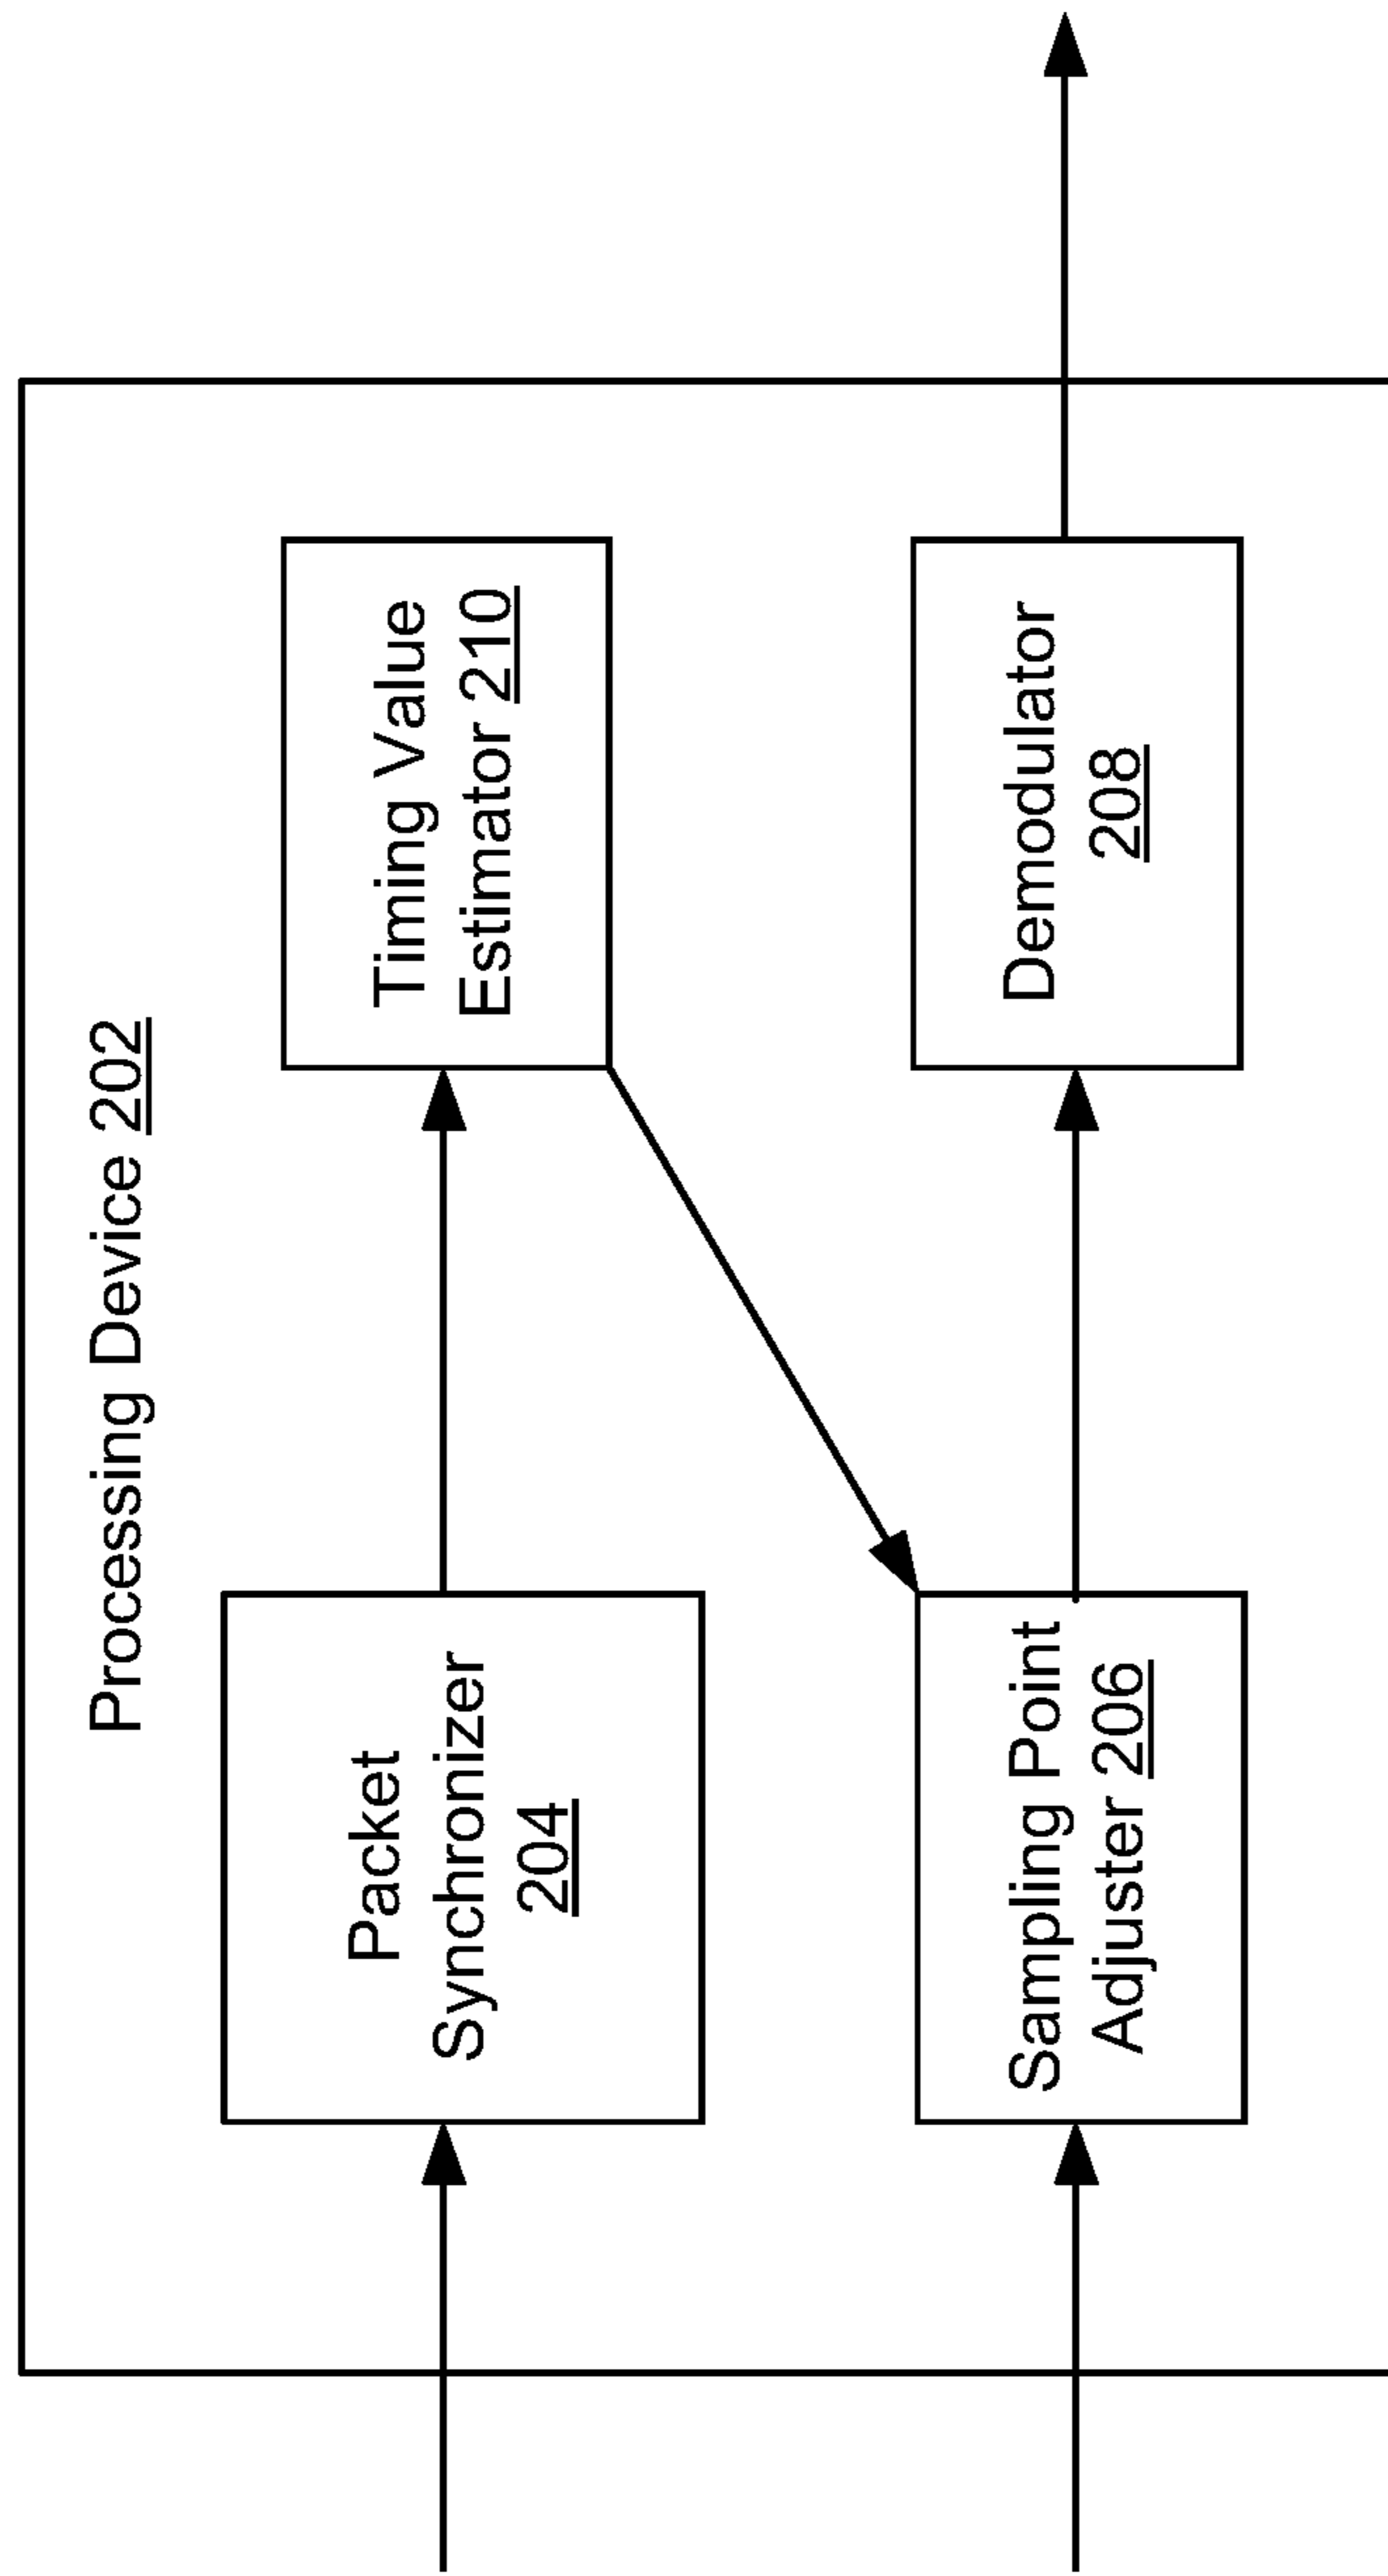 Processing Device 202
Packet
Synchronizer
204
Timing Value
Estimator 210
Sampling Point
Adjuster 206
Demodulator
208